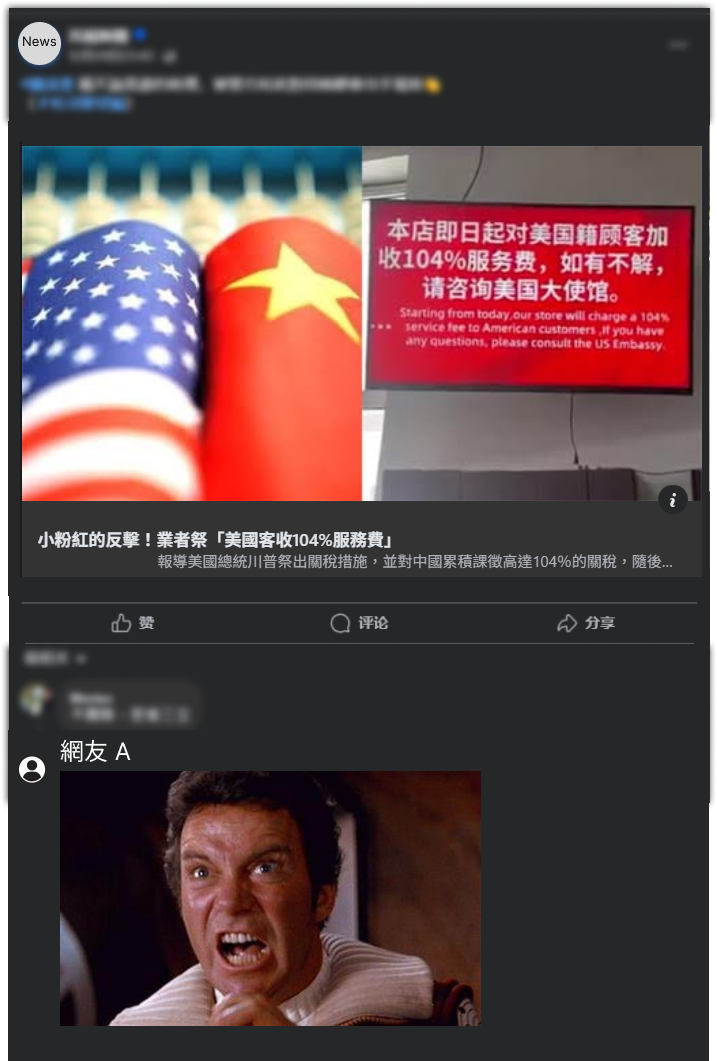 News
本店即日起对美国籍顾客加
收104%服务费，如有不解，
请咨询美国大使馆。
Starting from today,our store will charge a 104%
service fee to American customers ,If you have
any questions, please consult the US Embassy.
小粉紅的反擊！業者祭「美國客收104%服務費」
報導美國總統川普祭出關稅措施，並對中國累積課徵高達104%的關稅，隨後...
赞
评论
分享
網友 A